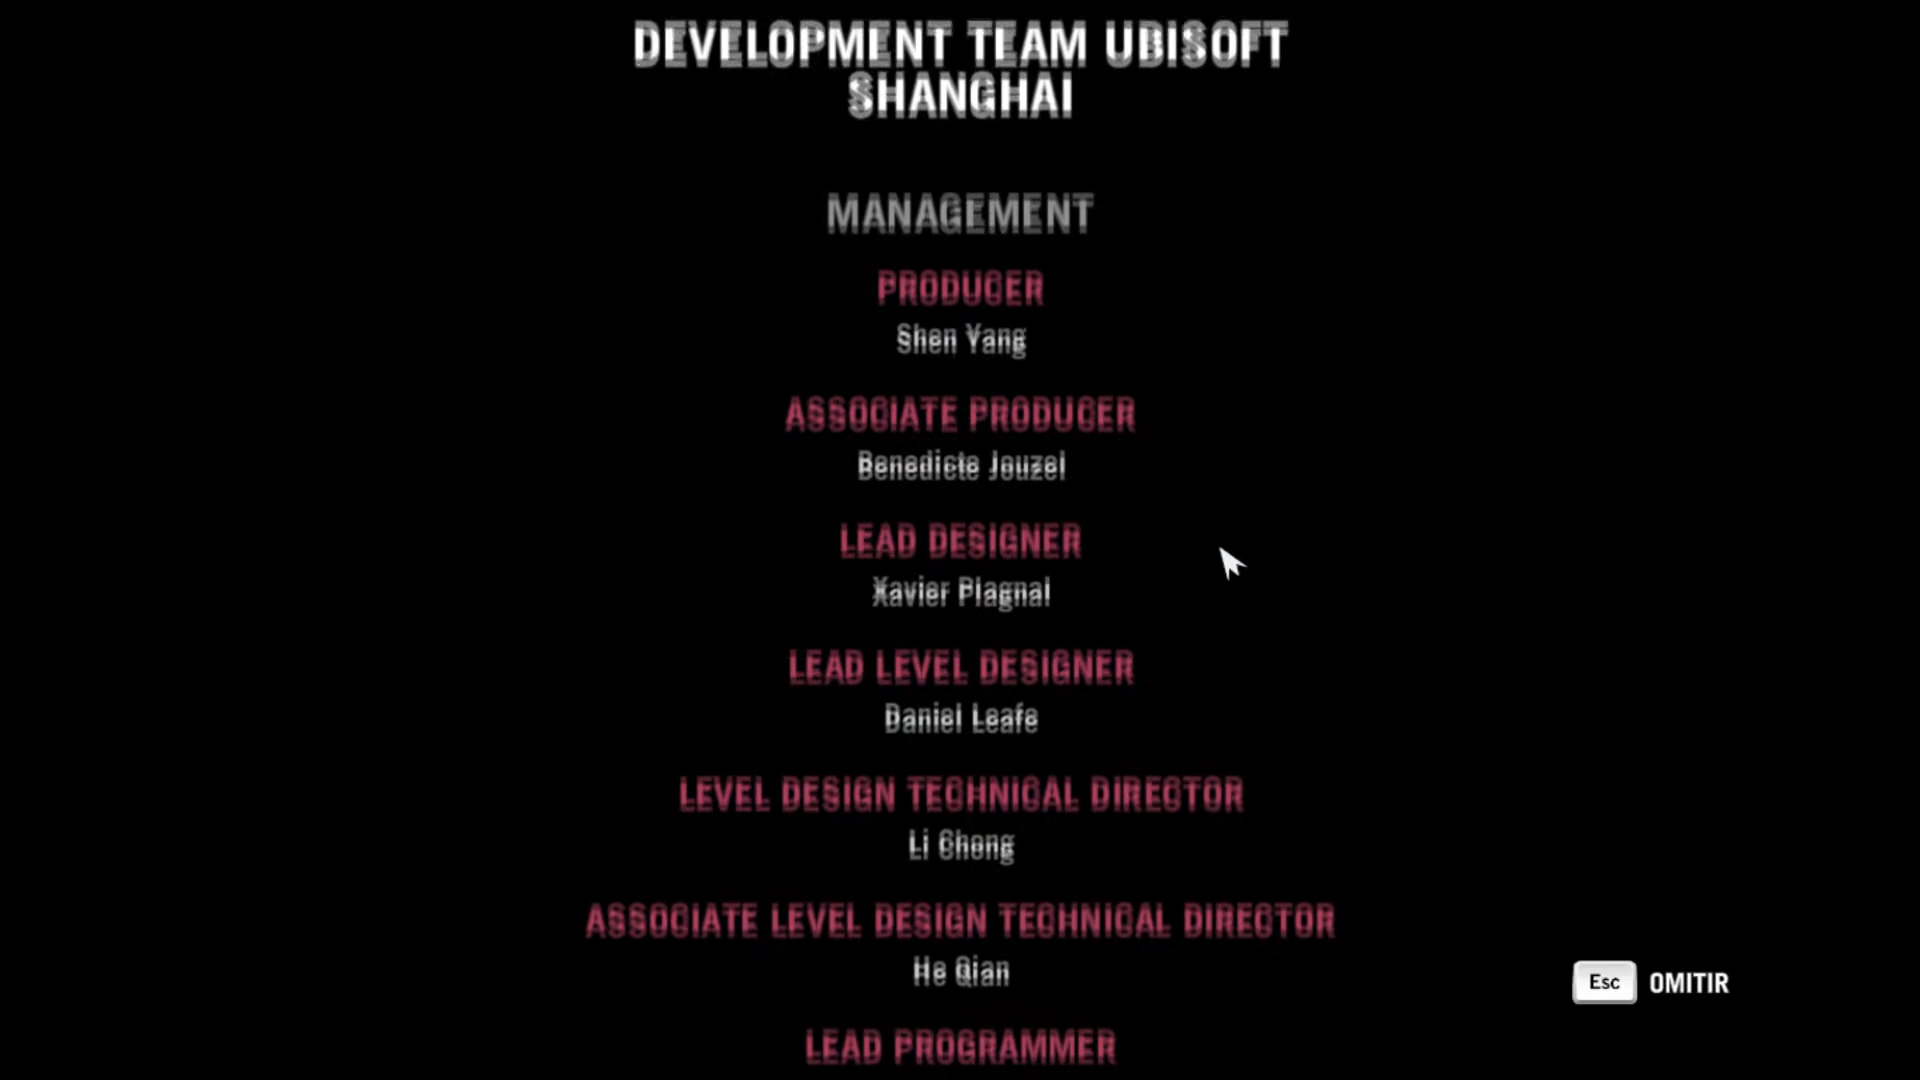 DEVELOPMENT TEAM UBISOFT
SHANGHAI
MANAGEMENT
PRODUCER
Shen Yang
ASSOCIATE PRODUCER
Benedicte Jouzel
LEAD DESIGNER
Xavier Plagnal
LEAD LEVEL DESIGNER
Daniel Leafe
LEVEL DESIGN TECHNICAL DIRECTOR
Li Chong
ASSOCIATE LEVEL DESIGN TECHNICAL DIRECTOR
He Qian
LEAD PROGRAMMER
Esc OMITIR